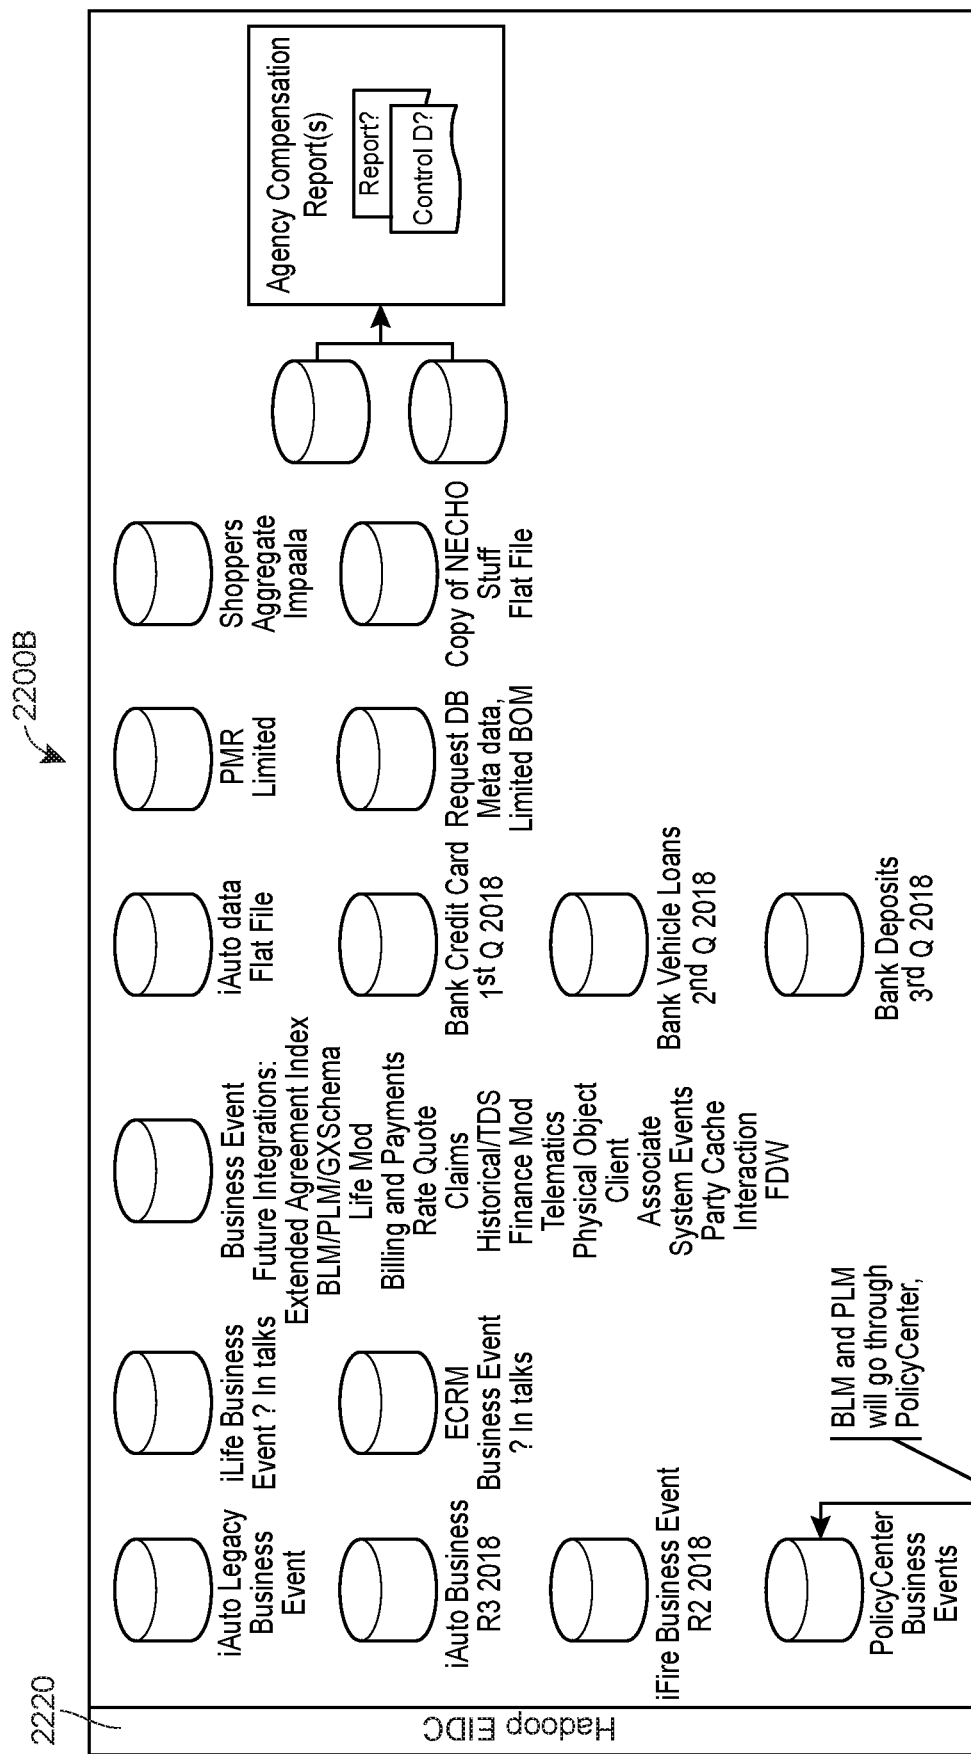 2200B
2220
Hadoop EIDC
iAuto Legacy
Business
Event
iLife Business
Event ? In talks
Business Event
Future Integrations:
Extended Agreement Index
BLM/PLM/GXSchema
Life Mod
Billing and Payments
Rate Quote
Claims
Historical/TDS
Finance Mod
Telematics
Physical Object
Client
Associate
System Events
Party Cache
Interaction
FDW
iAuto data
Flat File
PMR
Limited
Shoppers
Aggregate
Impaala
Agency Compensation
Report(s)
Report?
Control D?
iAuto Business
R3 2018
ECRM
Business Event
? In talks
Bank Credit Card
1st Q 2018
Request DB
Meta data,
Limited BOM
Copy of NECHO
Stuff
Flat File
iFire Business Event
R2 2018
Bank Vehicle Loans
2nd Q 2018
PolicyCenter
Business
Events
BLM and PLM
will go through
PolicyCenter,
Bank Deposits
3rd Q 2018